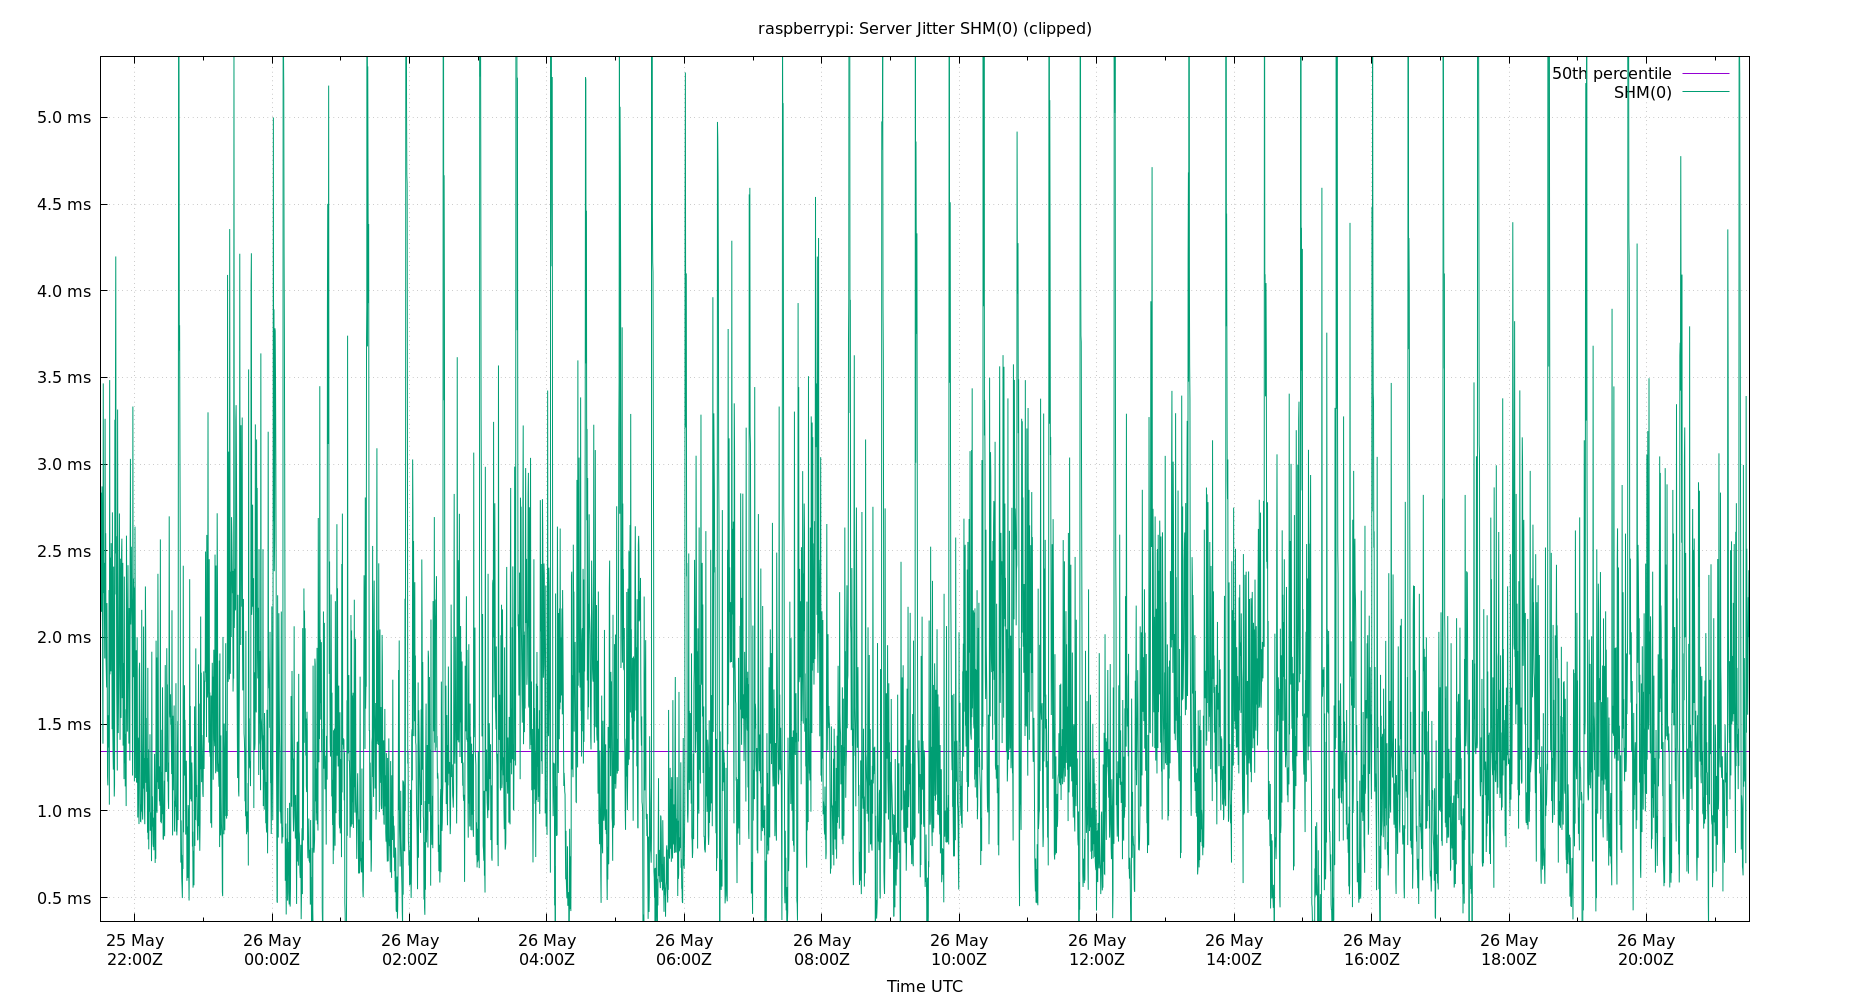 raspberrypi: Server Jitter SHM(0) (clipped)
50th percentile
SHM(0)
5.0 ms
4.5 ms
4.0 ms
3.5 ms
3.0 ms
2.5 ms
2.0 ms
1.5 ms
1.0 ms
0.5 ms
25 May 26 May 26 May 26 May 26 May 26 May 26 May 26 May 26 May 26 May 26 May 26 May
22:00Z 00:00Z 02:00Z 04:00Z 06:00Z 08:00Z 10:00Z 12:00Z 14:00Z 16:00Z 18:00Z 20:00Z
Time UTC